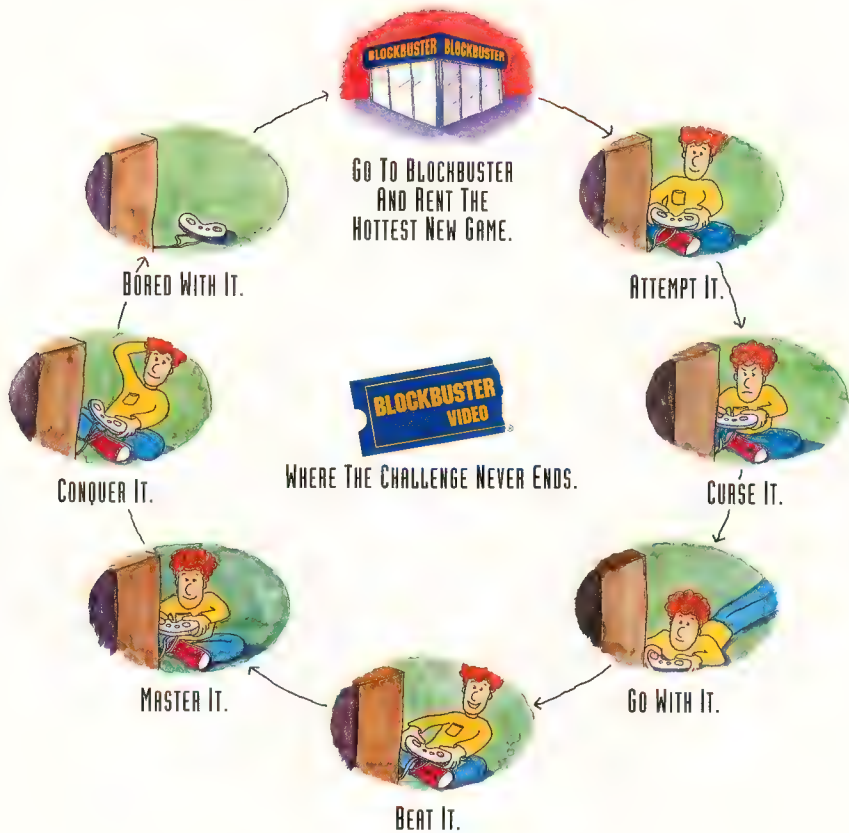 BLOCKBUSTER BLOCKBUSTER
GO TO BLOCKBUSTER
AND RENT THE
HOTTEST NEW GAME.
ATTEMPT IT.
CURSE IT.
GO WITH IT.
BEAT IT.
MASTER IT.
CONQUER IT.
BORED WITH IT.
BLOCKBUSTER
VIDEO
®
WHERE THE CHALLENGE NEVER ENDS.